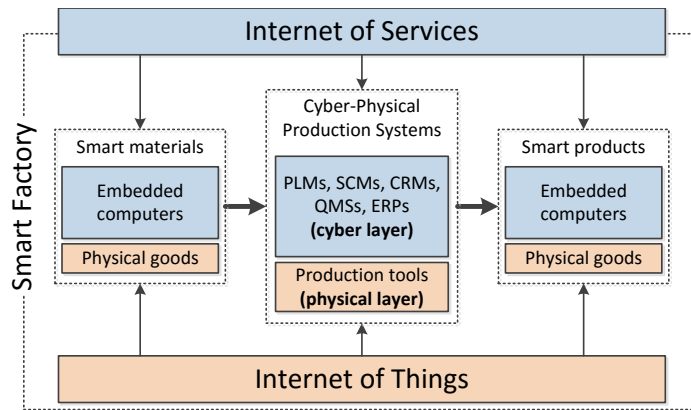 Internet of Services
Smart Factory
Smart materials
Embedded
computers
Physical goods
Cyber-Physical
Production Systems
PLMs, SCMs, CRMs,
QMSs, ERPs
(cyber layer)
Production tools
(physical layer)
Smart products
Embedded
computers
Physical goods
Internet of Things